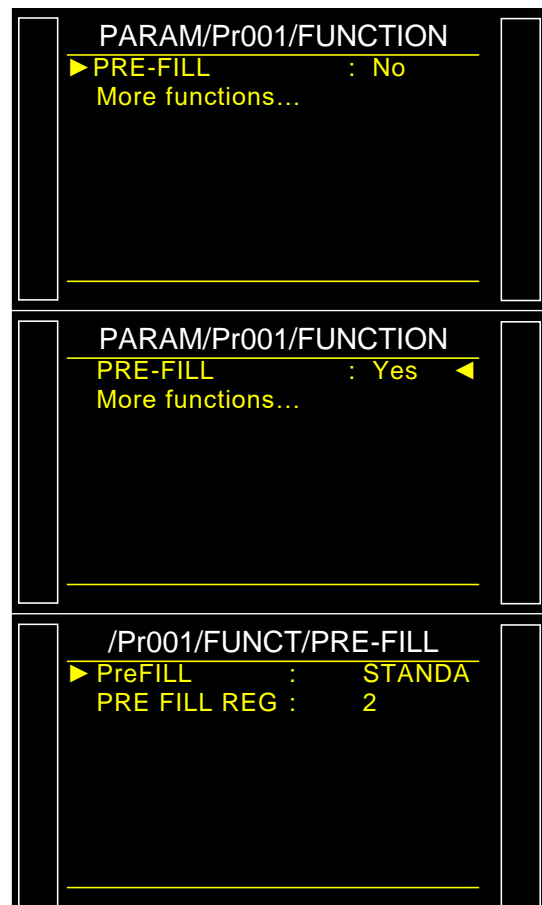 PARAM/Pr001/FUNCTION
►PRE-FILL : No
More functions...
PARAM/Pr001/FUNCTION
PRE-FILL : Yes ◄
More functions...
/Pr001/FUNCT/PRE-FILL
► PreFILL : STANDA
PRE FILL REG : 2